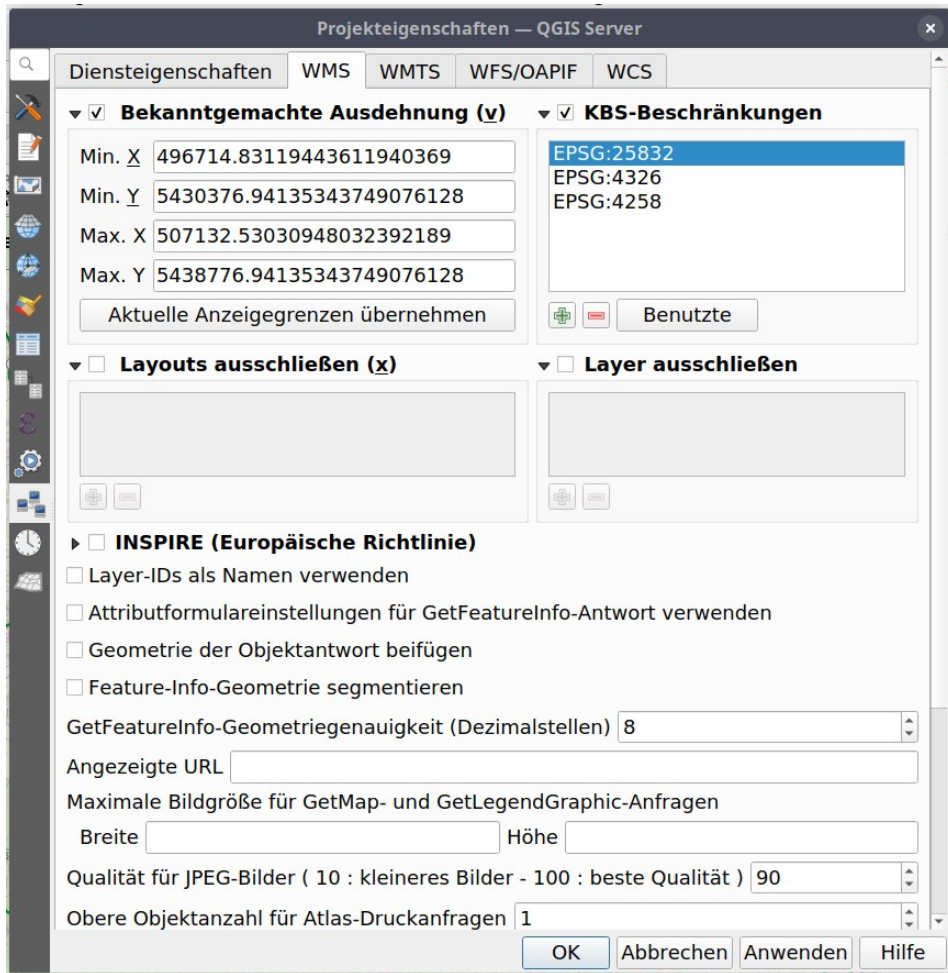 Projekteigenschaften — QGIS Server
Diensteigenschaften WMS WMTS WFS/OAPIF WCS
Bekanntgemachte Ausdehnung (v)
Min. X 496714.83119443611940369
Min. Y 5430376.94135343749076128
Max. X 507132.53030948032392189
Max. Y 5438776.94135343749076128
Aktuelle Anzeigegrenzen übernehmen
KBS-Beschränkungen
EPSG:25832
EPSG:4326
EPSG:4258
Benutzte
Layouts ausschließen (x)
Layer ausschließen
INSPIRE (Europäische Richtlinie)
Layer-IDs als Namen verwenden
Attributformulareinstellungen für GetFeatureInfo-Antwort verwenden
Geometrie der Objektantwort beifügen
Feature-Info-Geometrie segmentieren
GetFeatureInfo-Geometriegenauigkeit (Dezimalstellen) 8
Angezeigte URL
Maximale Bildgröße für GetMap- und GetLegendGraphic-Anfragen
Breite Höhe
Qualität für JPEG-Bilder ( 10 : kleineres Bilder - 100 : beste Qualität ) 90
Obere Objektanzahl für Atlas-Druckanfragen 1
OK Abbrechen Anwenden Hilfe